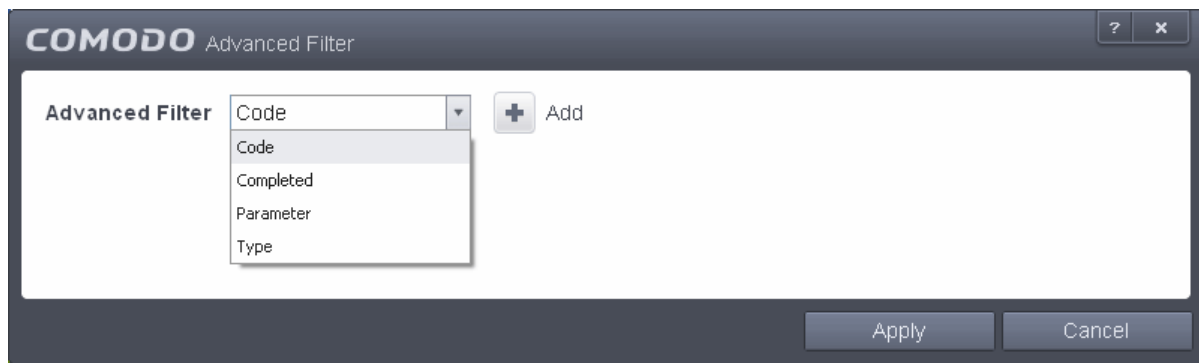 COMODO Advanced Filter ? x
Advanced Filter Code + Add
Code
Completed
Parameter
Type
Apply Cancel